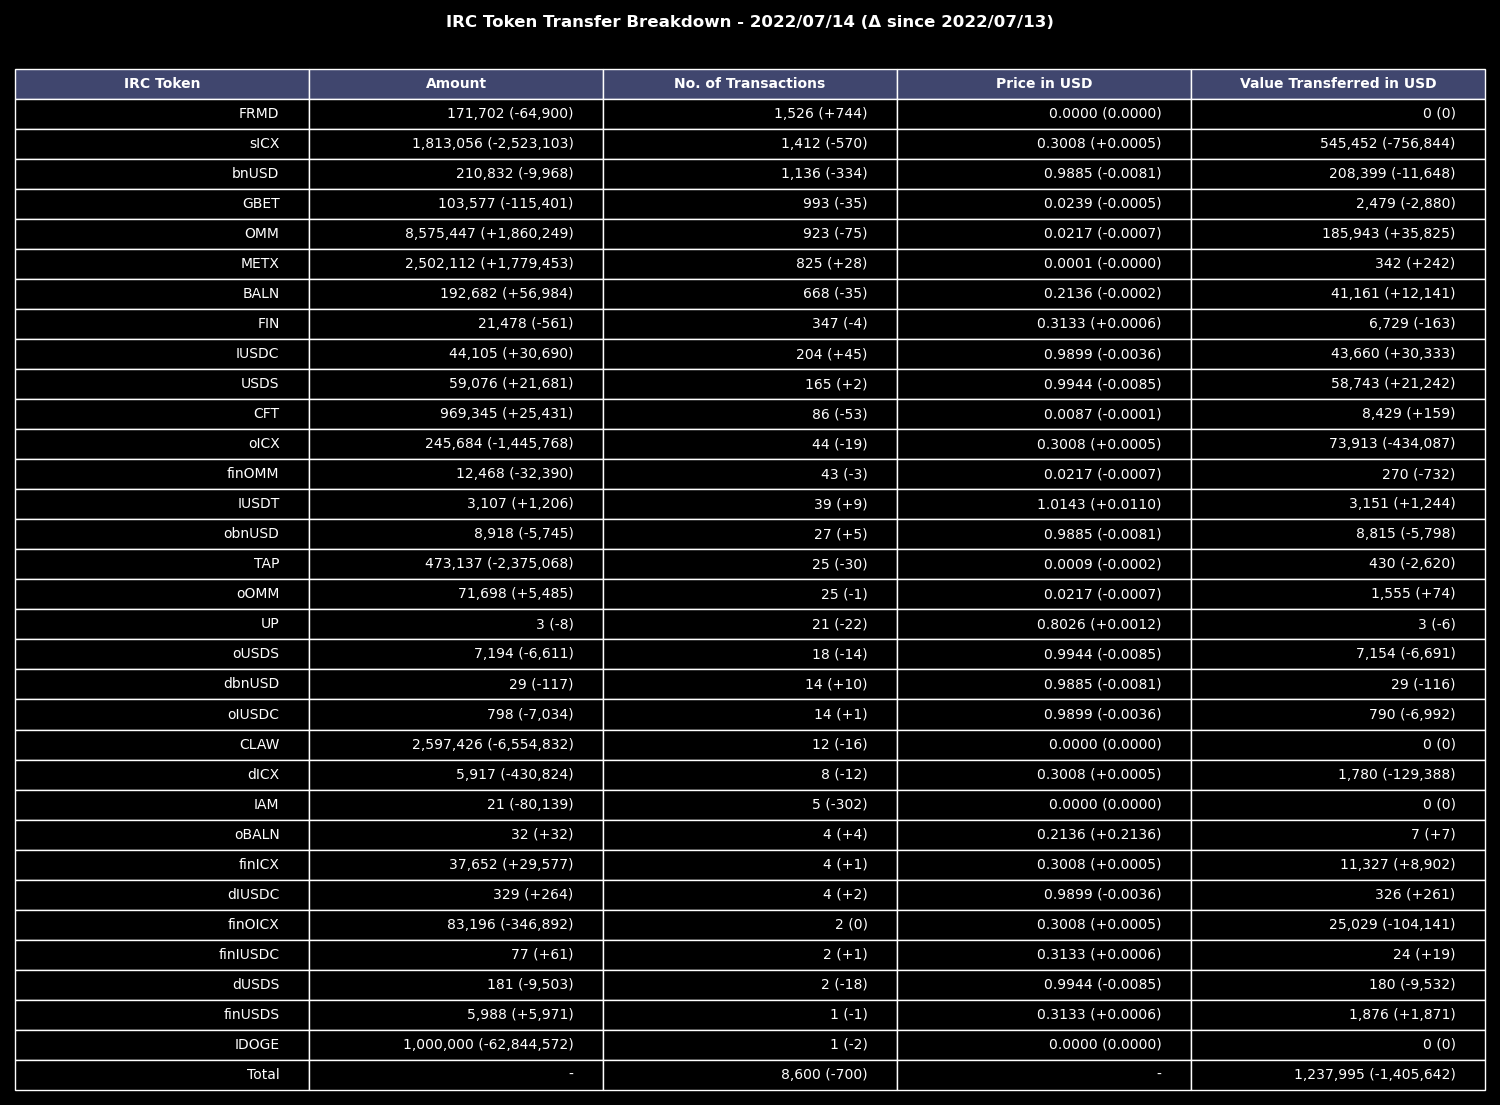 IRC Token Transfer Breakdown - 2022/07/14 (Δ since 2022/07/13)
IRC Token Amount No. of Transactions Price in USD Value Transferred in USD
FRMD 171,702 (-64,900) 1,526 (+744) 0.0000 (0.0000) 0 (0)
sICX 1,813,056 (-2,523,103) 1,412 (-570) 0.3008 (+0.0005) 545,452 (-756,844)
bnUSD 210,832 (-9,968) 1,136 (-334) 0.9885 (-0.0081) 208,399 (-11,648)
GBET 103,577 (-115,401) 993 (-35) 0.0239 (-0.0005) 2,479 (-2,880)
OMM 8,575,447 (+1,860,249) 923 (-75) 0.0217 (-0.0007) 185,943 (+35,825)
METX 2,502,112 (+1,779,453) 825 (+28) 0.0001 (-0.0000) 342 (+242)
BALN 192,682 (+56,984) 668 (-35) 0.2136 (-0.0002) 41,161 (+12,141)
FIN 21,478 (-561) 347 (-4) 0.3133 (+0.0006) 6,729 (-163)
IUSDC 44,105 (+30,690) 204 (+45) 0.9899 (-0.0036) 43,660 (+30,333)
USDS 59,076 (+21,681) 165 (+2) 0.9944 (-0.0085) 58,743 (+21,242)
CFT 969,345 (+25,431) 86 (-53) 0.0087 (-0.0001) 8,429 (+159)
oICX 245,684 (-1,445,768) 44 (-19) 0.3008 (+0.0005) 73,913 (-434,087)
finOMM 12,468 (-32,390) 43 (-3) 0.0217 (-0.0007) 270 (-732)
IUSDT 3,107 (+1,206) 39 (+9) 1.0143 (+0.0110) 3,151 (+1,244)
obnUSD 8,918 (-5,745) 27 (+5) 0.9885 (-0.0081) 8,815 (-5,798)
TAP 473,137 (-2,375,068) 25 (-30) 0.0009 (-0.0002) 430 (-2,620)
oOMM 71,698 (+5,485) 25 (-1) 0.0217 (-0.0007) 1,555 (+74)
UP 3 (-8) 21 (-22) 0.8026 (+0.0012) 3 (-6)
oUSDS 7,194 (-6,611) 18 (-14) 0.9944 (-0.0085) 7,154 (-6,691)
dbnUSD 29 (-117) 14 (+10) 0.9885 (-0.0081) 29 (-116)
oIUSDC 798 (-7,034) 14 (+1) 0.9899 (-0.0036) 790 (-6,992)
CLAW 2,597,426 (-6,554,832) 12 (-16) 0.0000 (0.0000) 0 (0)
dICX 5,917 (-430,824) 8 (-12) 0.3008 (+0.0005) 1,780 (-129,388)
IAM 21 (-80,139) 5 (-302) 0.0000 (0.0000) 0 (0)
oBALN 32 (+32) 4 (+4) 0.2136 (+0.2136) 7 (+7)
finICX 37,652 (+29,577) 4 (+1) 0.3008 (+0.0005) 11,327 (+8,902)
dIUSDC 329 (+264) 4 (+2) 0.9899 (-0.0036) 326 (+261)
finOICX 83,196 (-346,892) 2 (0) 0.3008 (+0.0005) 25,029 (-104,141)
finIUSDC 77 (+61) 2 (+1) 0.3133 (+0.0006) 24 (+19)
dUSDS 181 (-9,503) 2 (-18) 0.9944 (-0.0085) 180 (-9,532)
finUSDS 5,988 (+5,971) 1 (-1) 0.3133 (+0.0006) 1,876 (+1,871)
IDOGE 1,000,000 (-62,844,572) 1 (-2) 0.0000 (0.0000) 0 (0)
Total - 8,600 (-700) - 1,237,995 (-1,405,642)